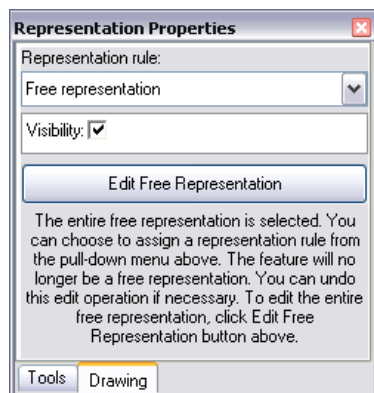 Representation Properties
Representation rule:
Free representation
Visibility:
Edit Free Representation
The entire free representation is selected. You
can choose to assign a representation rule from
the pull-down menu above. The feature will no
longer be a free representation. You can undo
this edit operation if necessary. To edit the entire
free representation, click Edit Free
Representation button above.
Tools Drawing